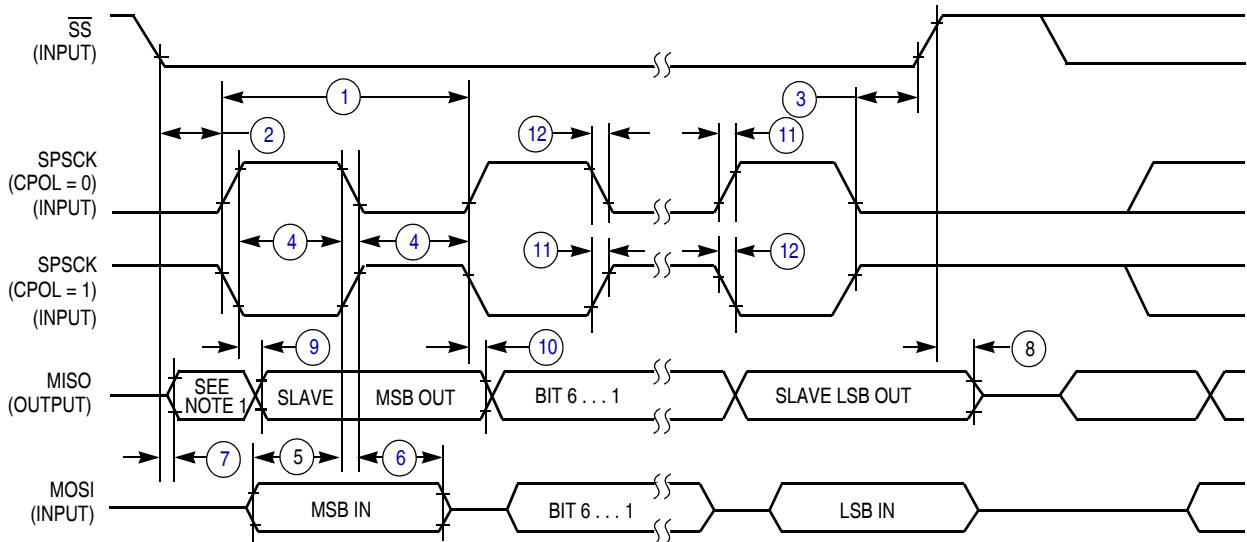 SS
(INPUT)
1
3
2
12
11
SPSCK
(CPOL = 0)
(INPUT)
4
4
11
12
SPSCK
(CPOL = 1)
(INPUT)
9
10
8
MISO
(OUTPUT)
SEE
NOTE 1
SLAVE
MSB OUT
BIT 6 . . . 1
SLAVE LSB OUT
7
5
6
MOSI
(INPUT)
MSB IN
BIT 6 . . . 1
LSB IN